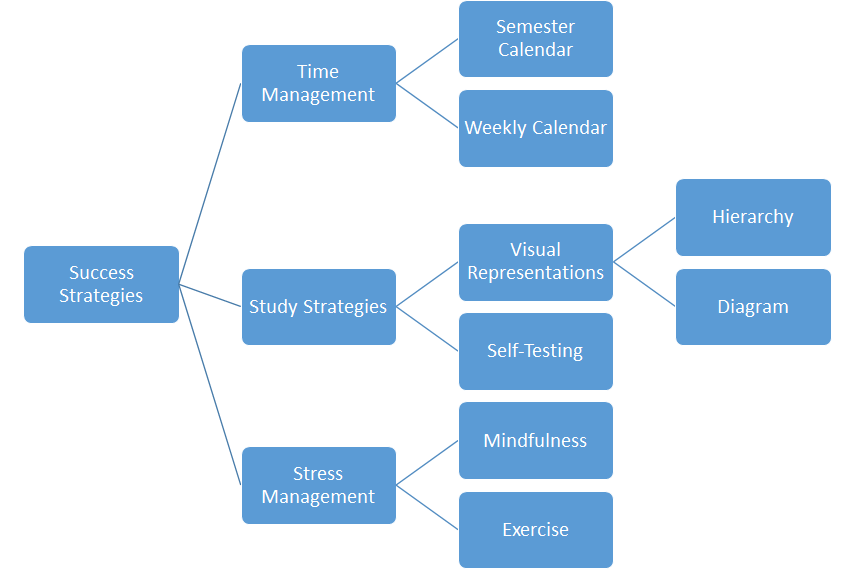 Success
Strategies
Time
Management
Semester
Calendar
Weekly Calendar
Study Strategies
Visual
Representations
Hierarchy
Diagram
Self-Testing
Stress
Management
Mindfulness
Exercise